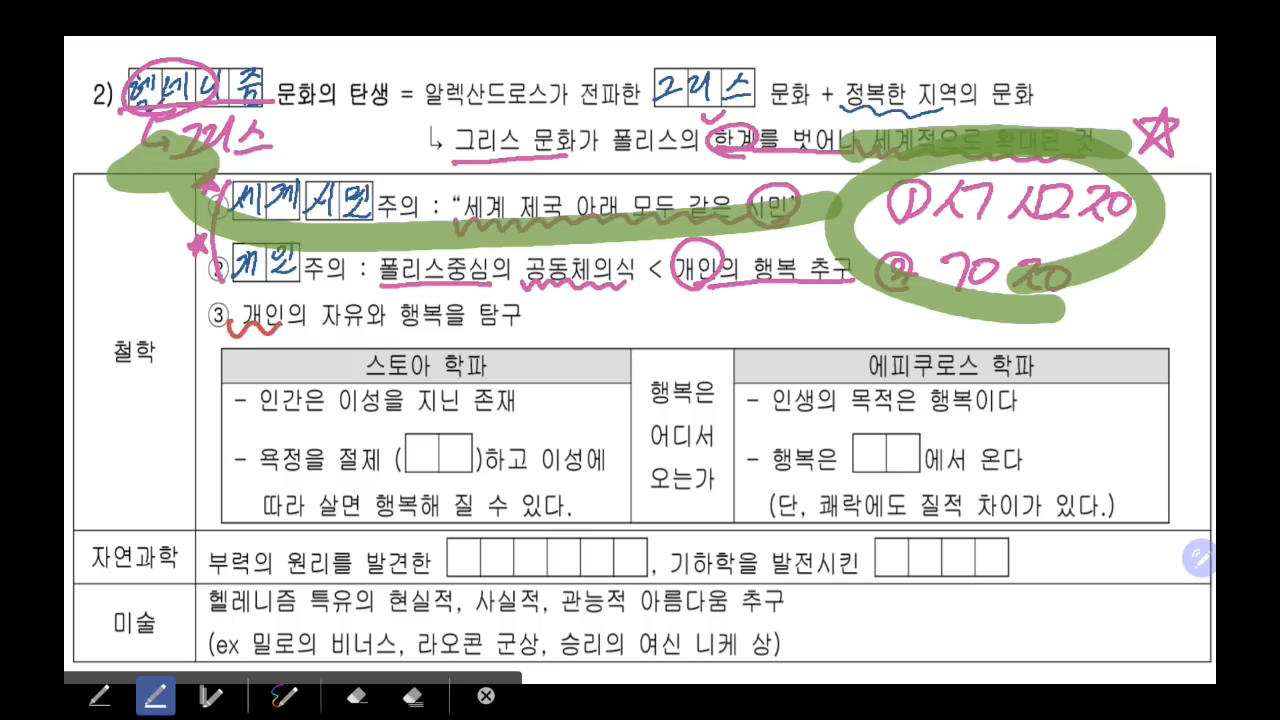 2) 헬레니즘 문화의 탄생 = 알렉산드로스가 전파한 그리스 문화 + 정복한 지역의 문화
↳ 그리스
↳ 그리스 문화가 폴리스의 한계를 벗어나 세계적으로 확대된 것
철학
① 세계시민주의 : "세계 제국 아래 모두 같은 시민"
② 개인주의 : 폴리스중심의 공동체의식 < 개인의 행복 추구
① ㅅㄱㅅㅁㅈㅇ
② ㄱㅇㅈㅇ
③ 개인의 자유와 행복을 탐구
스토아 학파
- 인간은 이성을 지닌 존재
- 욕정을 절제 ( )하고 이성에
따라 살면 행복해 질 수 있다.
행복은
어디서
오는가
에피쿠로스 학파
- 인생의 목적은 행복이다
- 행복은 에서 온다
(단, 쾌락에도 질적 차이가 있다.)
자연과학
부력의 원리를 발견한 , 기하학을 발전시킨
미술
헬레니즘 특유의 현실적, 사실적, 관능적 아름다움 추구
(ex 밀로의 비너스, 라오콘 군상, 승리의 여신 니케 상)